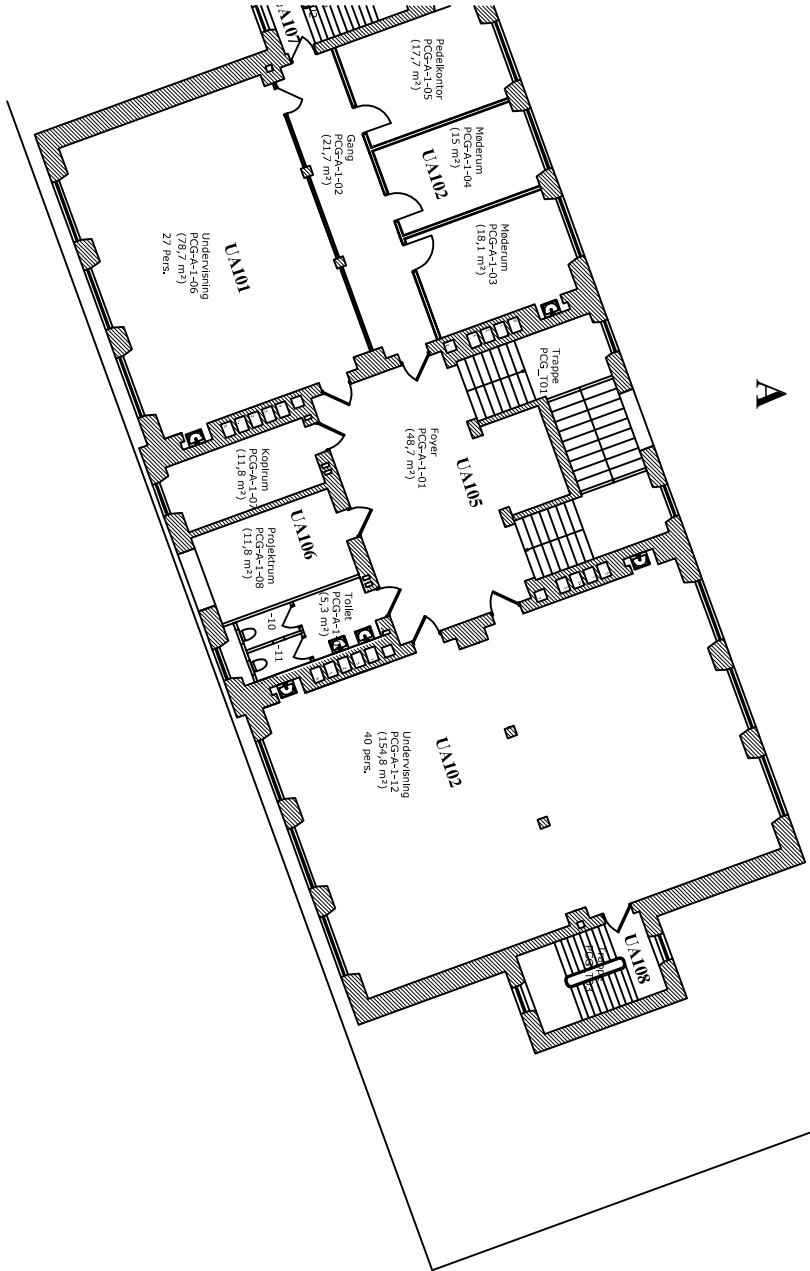 UA107
Pedelkontor
PCG-A-1-05
(17,7 m²)
Møderum
PCG-A-1-04
(15 m²)
UA102
Gang
PCG-A-1-02
(21,7 m²)
Møderum
PCG-A-1-03
(18,1 m²)
UA101
Undervisning
PCG-A-1-06
(78,7 m²)
27 Pers.
Trappe
PCG_T01
A
Foyer
PCG-A-1-01
(48,7 m²)
UA105
Kopirum
PCG-A-1-07
(11,8 m²)
UA106
Projektrum
PCG-A-1-08
(11,8 m²)
Toilet
PCG-A-1
(5,3 m²)
-10
-11
UA102
Undervisning
PCG-A-1-12
(154,8 m²)
40 pers.
UA108
Trappe